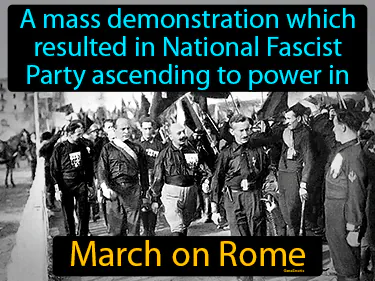 A mass demonstration which
resulted in National Fascist
Party ascending to power in
March on Rome